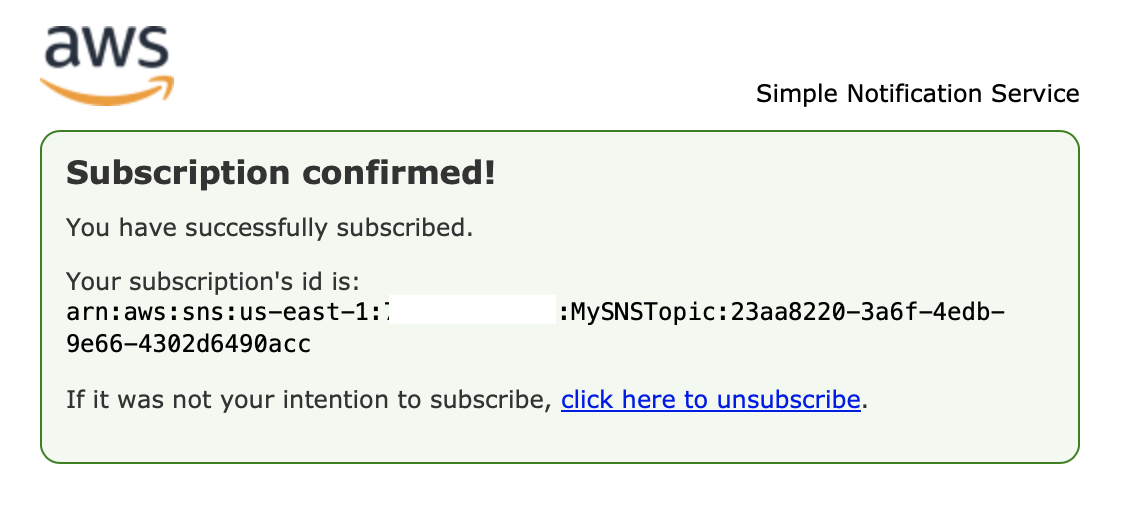 aws
Simple Notification Service
Subscription confirmed!
You have successfully subscribed.
Your subscription's id is:
arn:aws:sns:us-east-1: :MySNSTopic:23aa8220-3a6f-4edb-
9e66-4302d6490acc
If it was not your intention to subscribe, click here to unsubscribe.